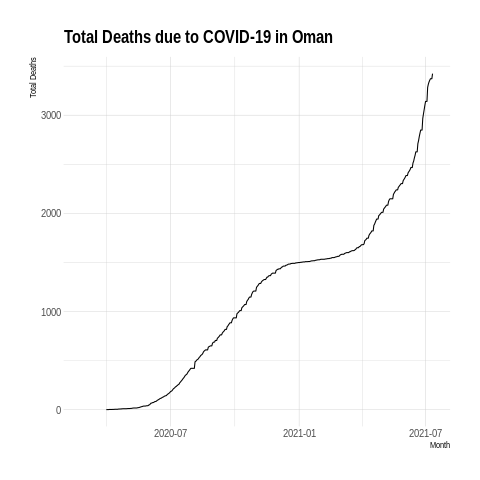 Total Deaths due to COVID-19 in Oman
Total Deaths
3000
2000
1000
0
2020-07
2021-01
2021-07
Month